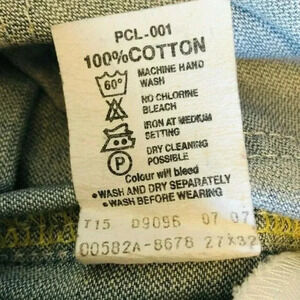 PCL-001
100%COTTON
60°
MACHINE HAND
WASH
NO CHLORINE
BLEACH
IRON AT MEDIUM
SETTING
P
DRY CLEANING
POSSIBLE
Colour will bleed
•WASH AND DRY SEPARATELY
•WASH BEFORE WEARING
T15 D9096 07 07
00582A-8678 27X32